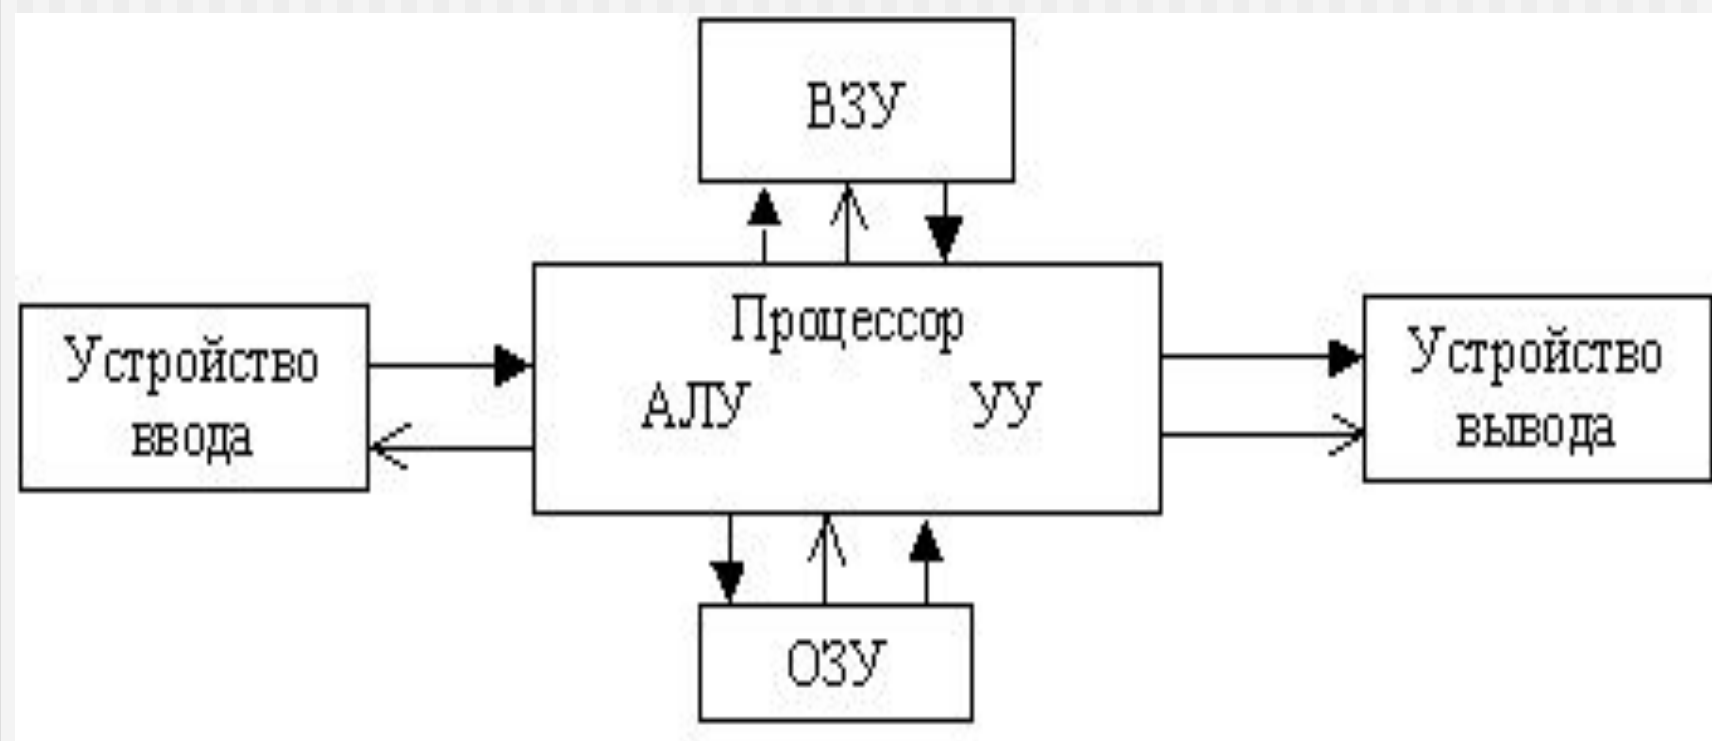 ВЗУ
Процессор
АЛУ УУ
Устройство
ввода
Устройство
вывода
ОЗУ